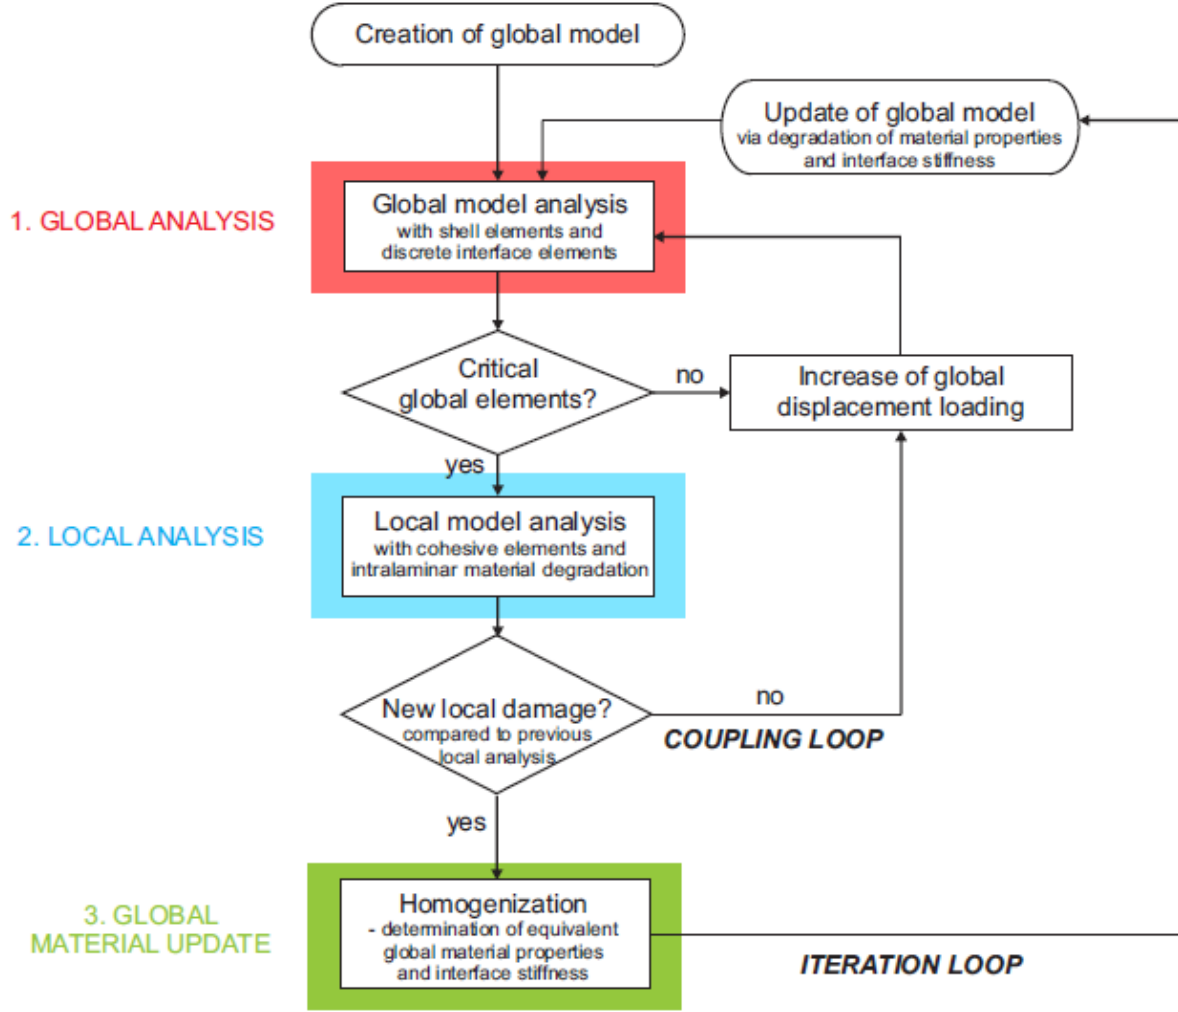 Creation of global model
Update of global model
via degradation of material properties
and interface stiffness
1. GLOBAL ANALYSIS
Global model analysis
with shell elements and
discrete interface elements
Critical
global elements?
no
Increase of global
displacement loading
yes
2. LOCAL ANALYSIS
Local model analysis
with cohesive elements and
intralaminar material degradation
New local damage?
compared to previous
local analysis
no
COUPLING LOOP
yes
3. GLOBAL
MATERIAL UPDATE
Homogenization
- determination of equivalent
global material properties
and interface stiffness
ITERATION LOOP